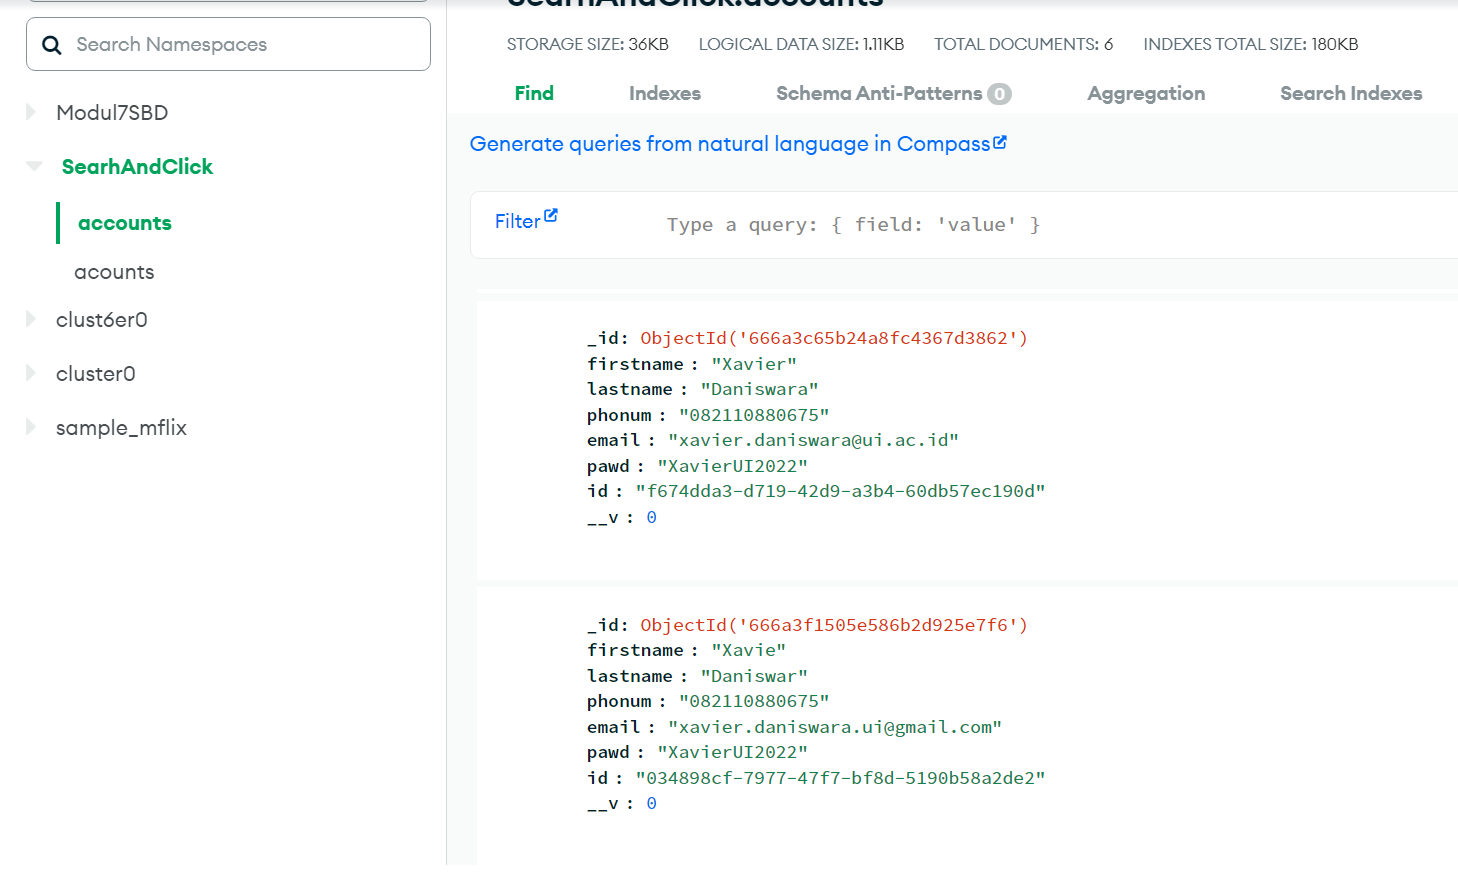 SearhAndClick.accounts
Search Namespaces
STORAGE SIZE: 36KB LOGICAL DATA SIZE: 1.11KB TOTAL DOCUMENTS: 6 INDEXES TOTAL SIZE: 180KB
Find Indexes Schema Anti-Patterns 0 Aggregation Search Indexes
Modul7SBD
SearhAndClick
accounts
acounts
clust6er0
cluster0
sample_mflix
Generate queries from natural language in Compass
Filter Type a query: { field: 'value' }
_id: ObjectId('666a3c65b24a8fc4367d3862')
firstname : "Xavier"
lastname : "Daniswara"
phonum : "082110880675"
email : "xavier.daniswara@ui.ac.id"
pawd : "XavierUI2022"
id : "f674dda3-d719-42d9-a3b4-60db57ec190d"
__v : 0
_id: ObjectId('666a3f1505e586b2d925e7f6')
firstname : "Xavie"
lastname : "Daniswar"
phonum : "082110880675"
email : "xavier.daniswara.ui@gmail.com"
pawd : "XavierUI2022"
id : "034898cf-7977-47f7-bf8d-5190b58a2de2"
__v : 0